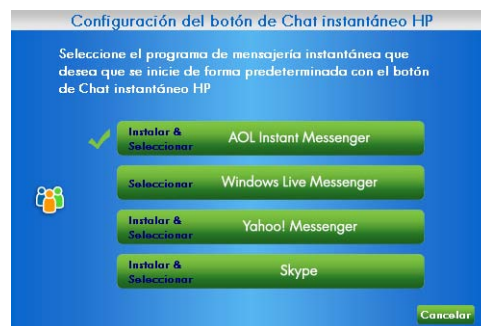 Configuración del botón de Chat instantáneo HP
Seleccione el programa de mensajería instantánea que
desea que se inicie de forma predeterminada con el botón
de Chat instantáneo HP
Instalar &
Seleccionar
AOL Instant Messenger
Seleccionar
Windows Live Messenger
Instalar &
Seleccionar
Yahoo! Messenger
Instalar &
Seleccionar
Skype
Cancelar